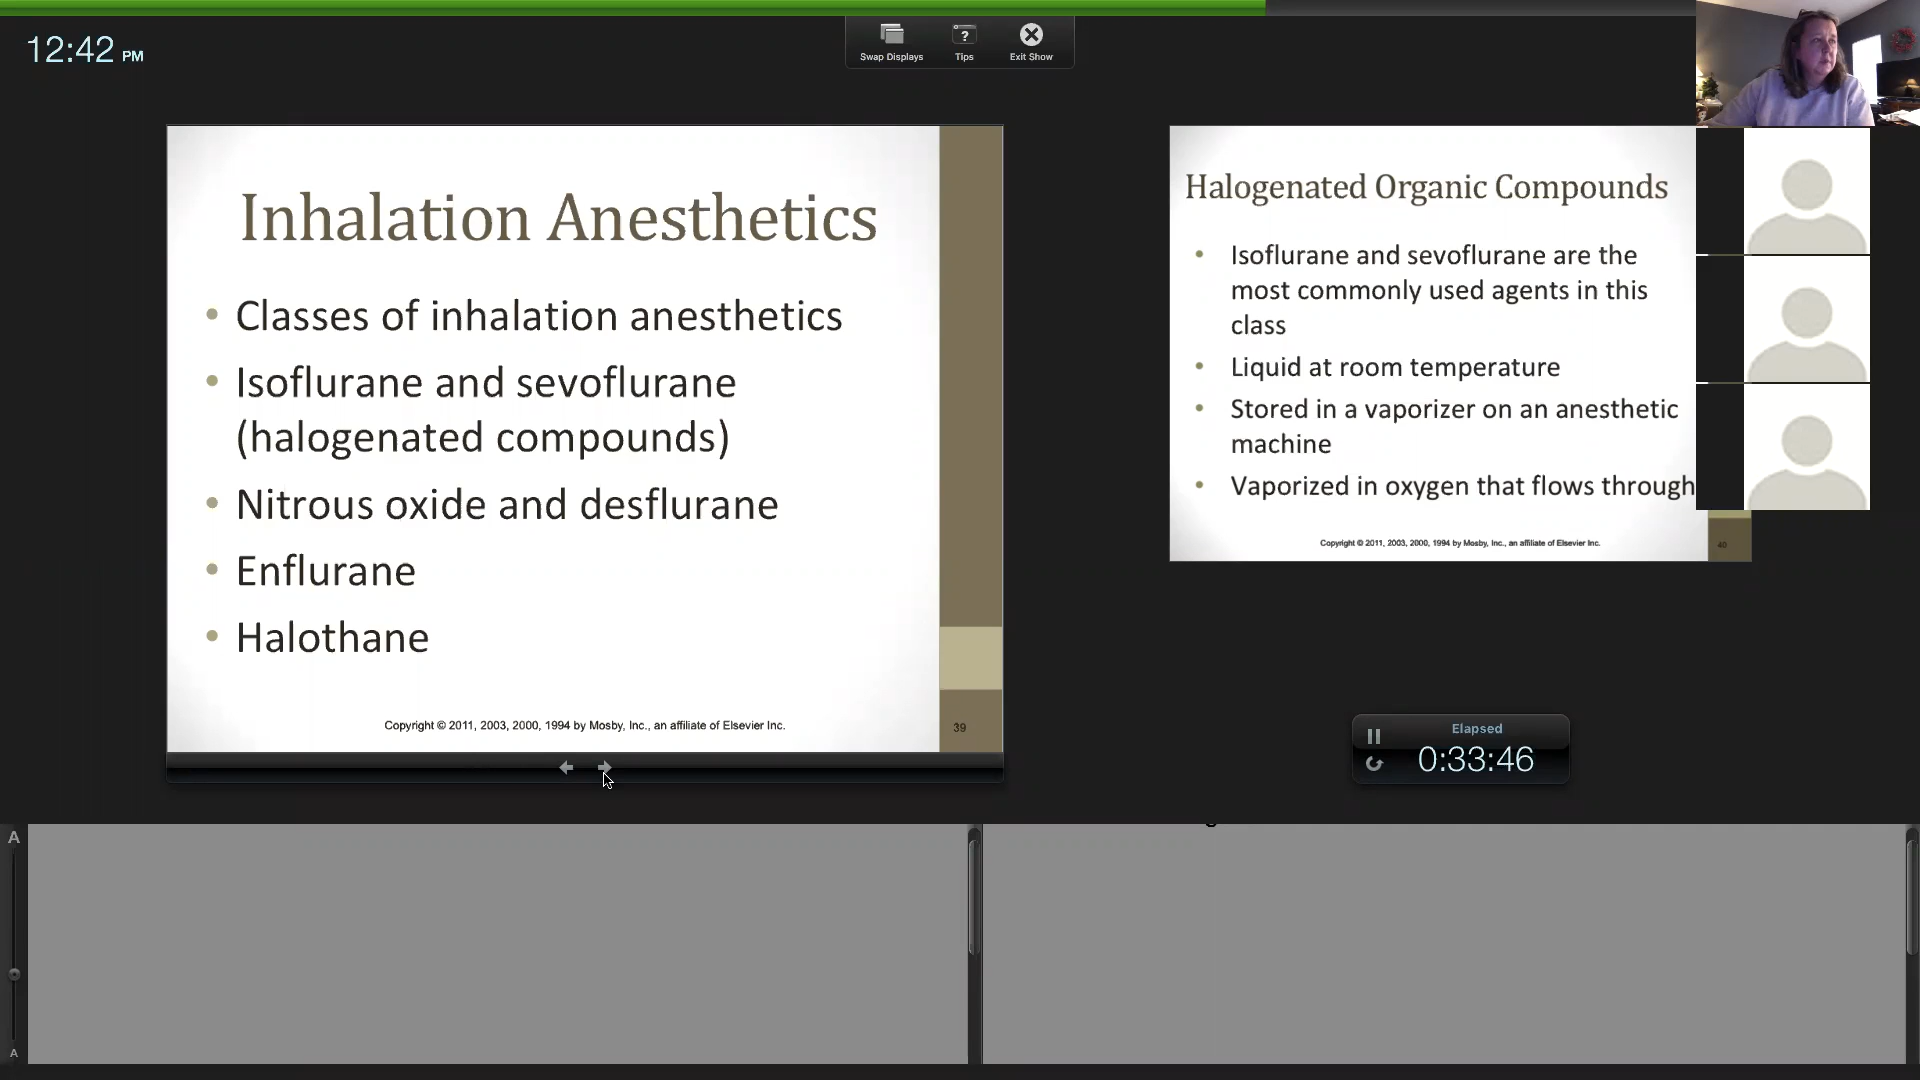 12:42 PM
Swap Displays
Tips
Exit Show
Inhalation Anesthetics
• Classes of inhalation anesthetics
• Isoflurane and sevoflurane
(halogenated compounds)
• Nitrous oxide and desflurane
• Enflurane
• Halothane
Copyright © 2011, 2003, 2000, 1994 by Mosby, Inc., an affiliate of Elsevier Inc.
39
Halogenated Organic Compounds
• Isoflurane and sevoflurane are the
most commonly used agents in this
class
• Liquid at room temperature
• Stored in a vaporizer on an anesthetic
machine
• Vaporized in oxygen that flows through
Copyright © 2011, 2003, 2000, 1994 by Mosby, Inc., an affiliate of Elsevier Inc.
40
Elapsed
0:33:46
A
A